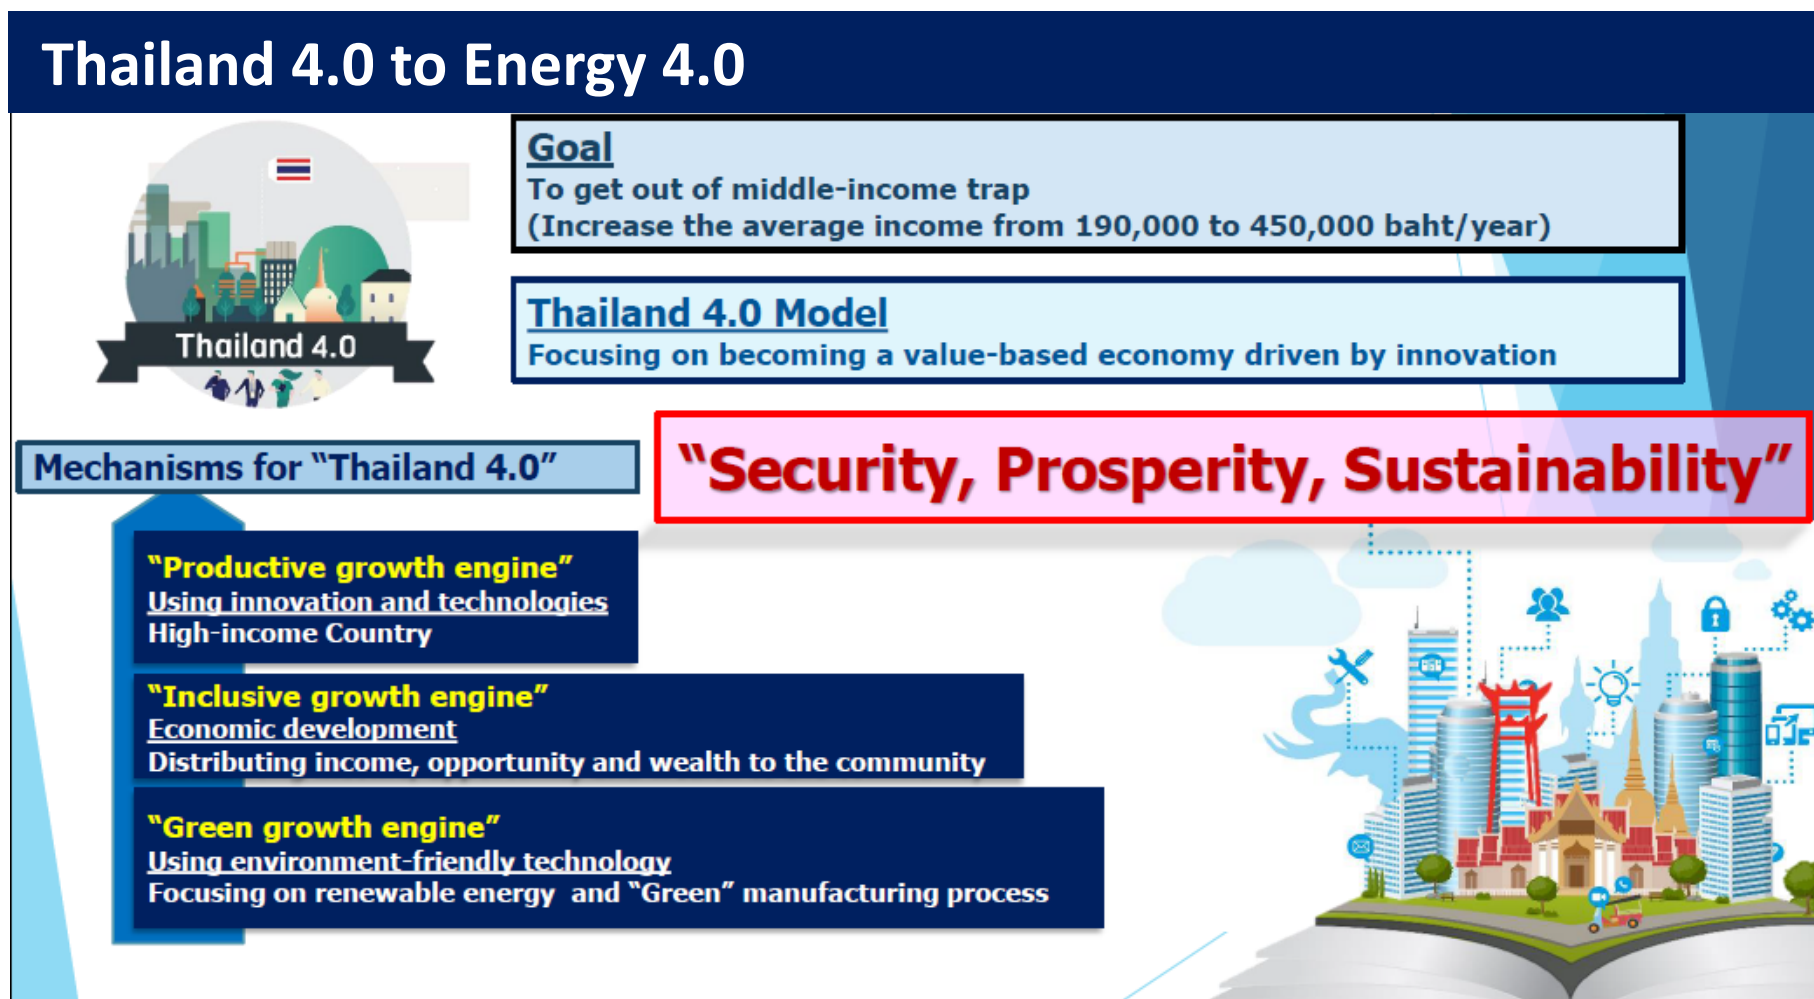 Thailand 4.0 to Energy 4.0
Thailand 4.0
Goal
To get out of middle-income trap
(Increase the average income from 190,000 to 450,000 baht/year)
Thailand 4.0 Model
Focusing on becoming a value-based economy driven by innovation
Mechanisms for “Thailand 4.0”
“Security, Prosperity, Sustainability”
“Productive growth engine”
Using innovation and technologies
High-income Country
“Inclusive growth engine”
Economic development
Distributing income, opportunity and wealth to the community
“Green growth engine”
Using environment-friendly technology
Focusing on renewable energy  and “Green” manufacturing process